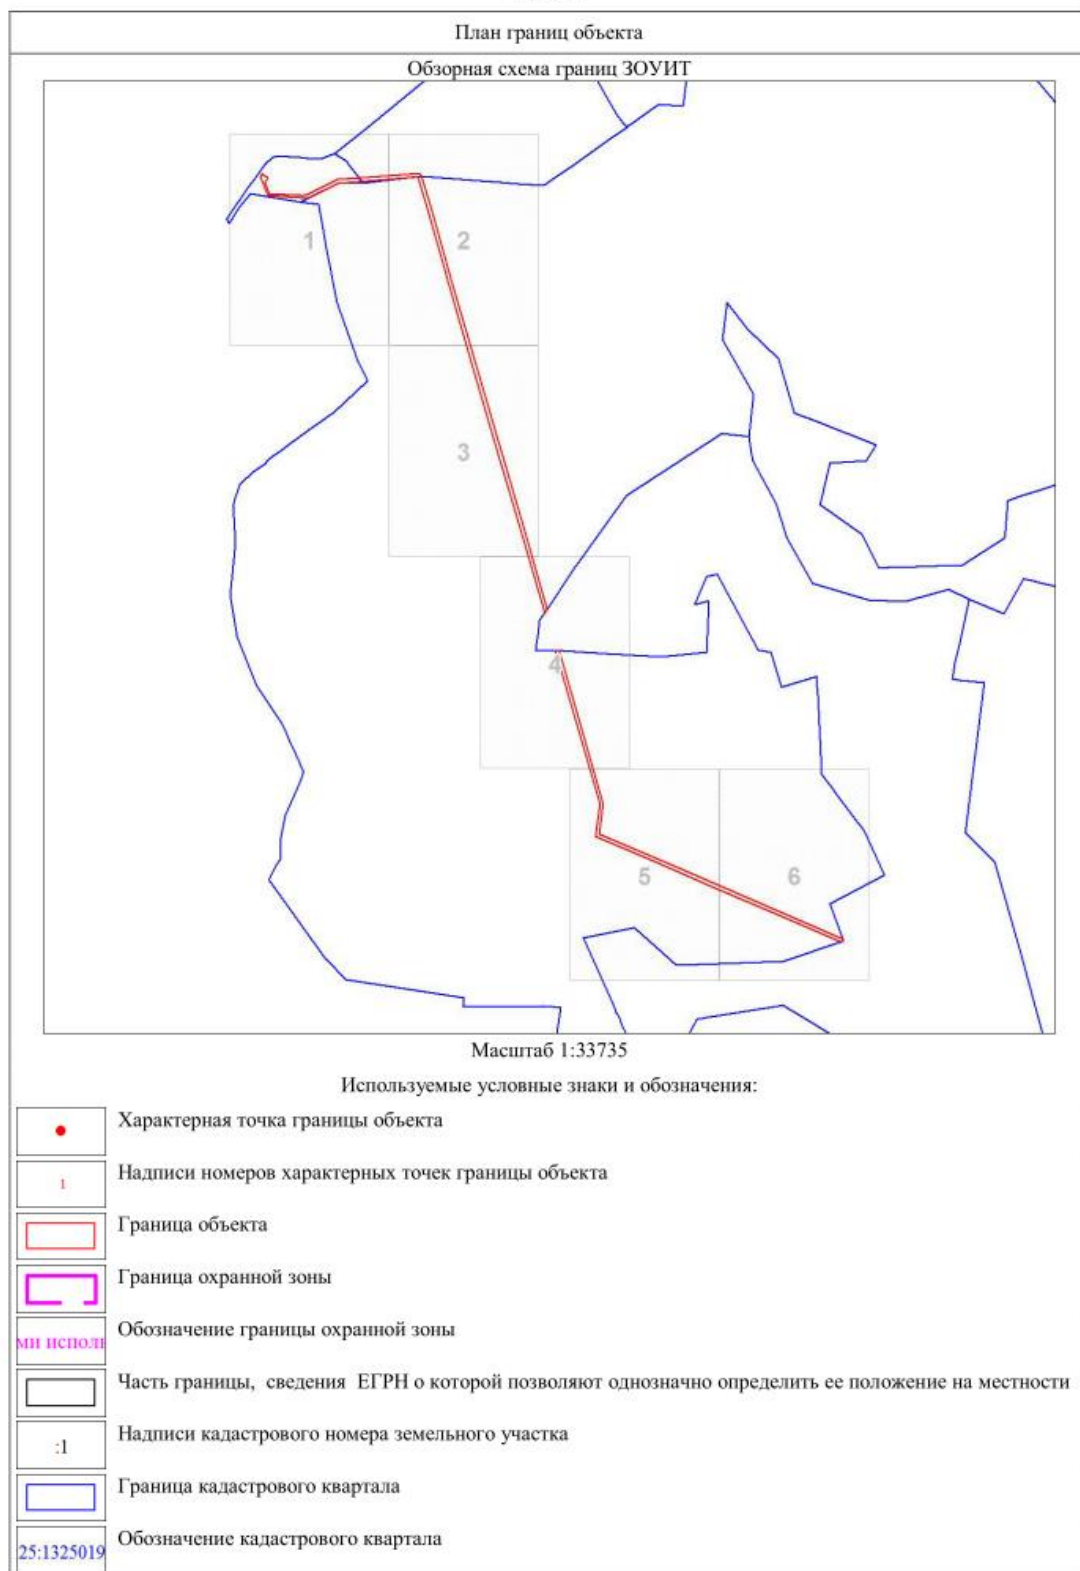 План границ объекта
Обзорная схема границ ЗОУИТ
1
2
3
4
5
6
Масштаб 1:33735
Используемые условные знаки и обозначения:
Характерная точка границы объекта
1 Надписи номеров характерных точек границы объекта
Граница объекта
Граница охранной зоны
ми исполн Обозначение границы охранной зоны
Часть границы, сведения ЕГРН о которой позволяют однозначно определить ее положение на местности
:1 Надписи кадастрового номера земельного участка
Граница кадастрового квартала
25:1325019 Обозначение кадастрового квартала